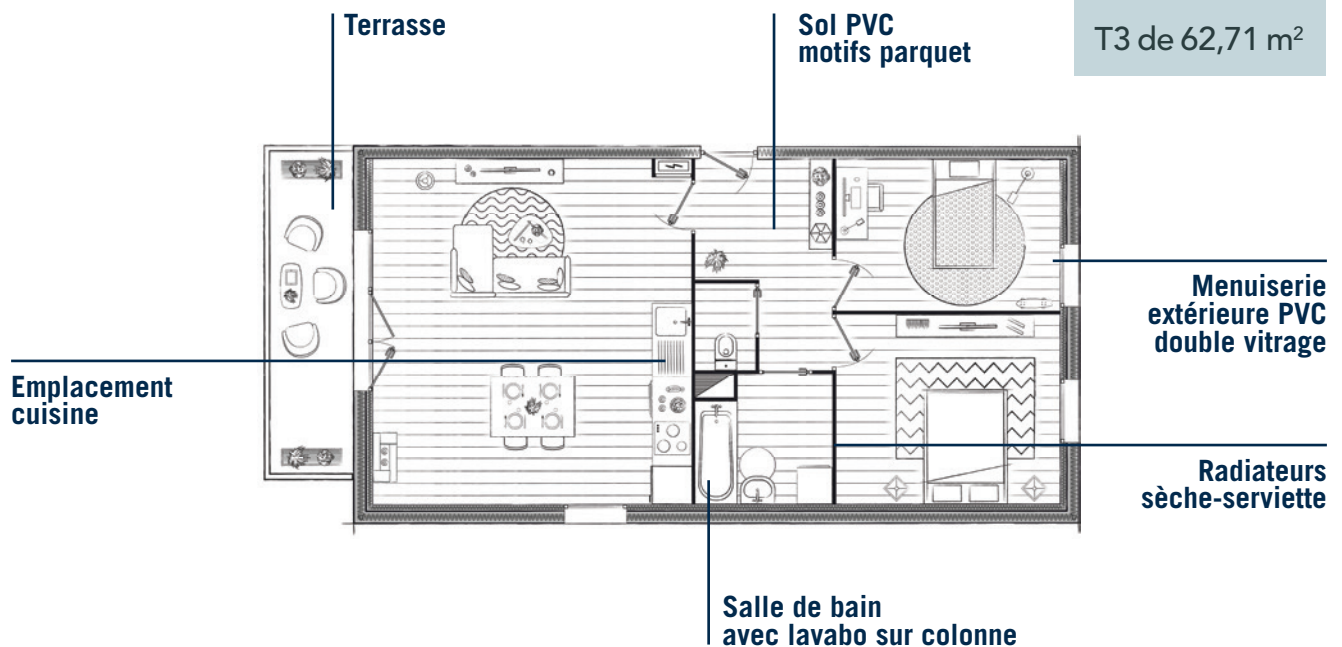 Terrasse
Sol PVC
motifs parquet
T3 de 62,71 m²
Menuiserie
extérieure PVC
double vitrage
Emplacement
cuisine
Radiateurs
sèche-serviette
Salle de bain
avec lavabo sur colonne